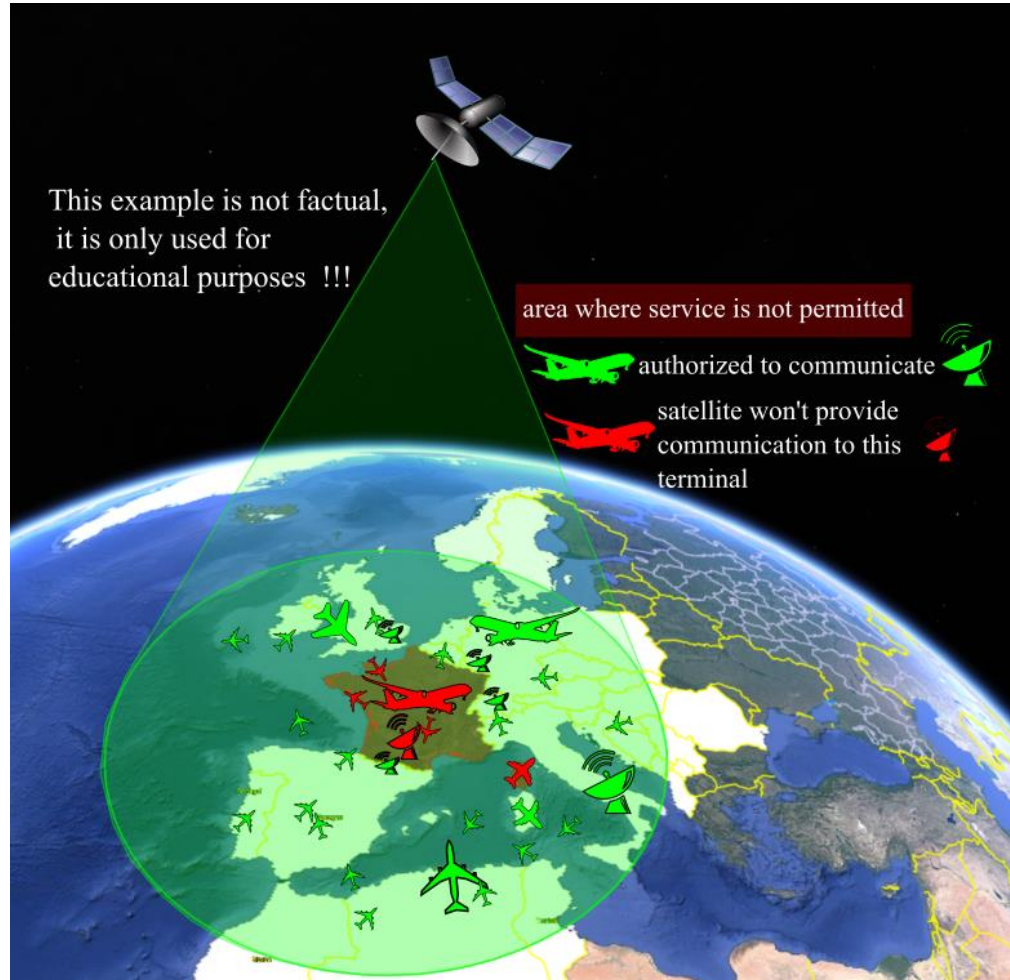 This example is not factual,
it is only used for
educational purposes !!!
area where service is not permitted
authorized to communicate
satellite won't provide
communication to this
terminal